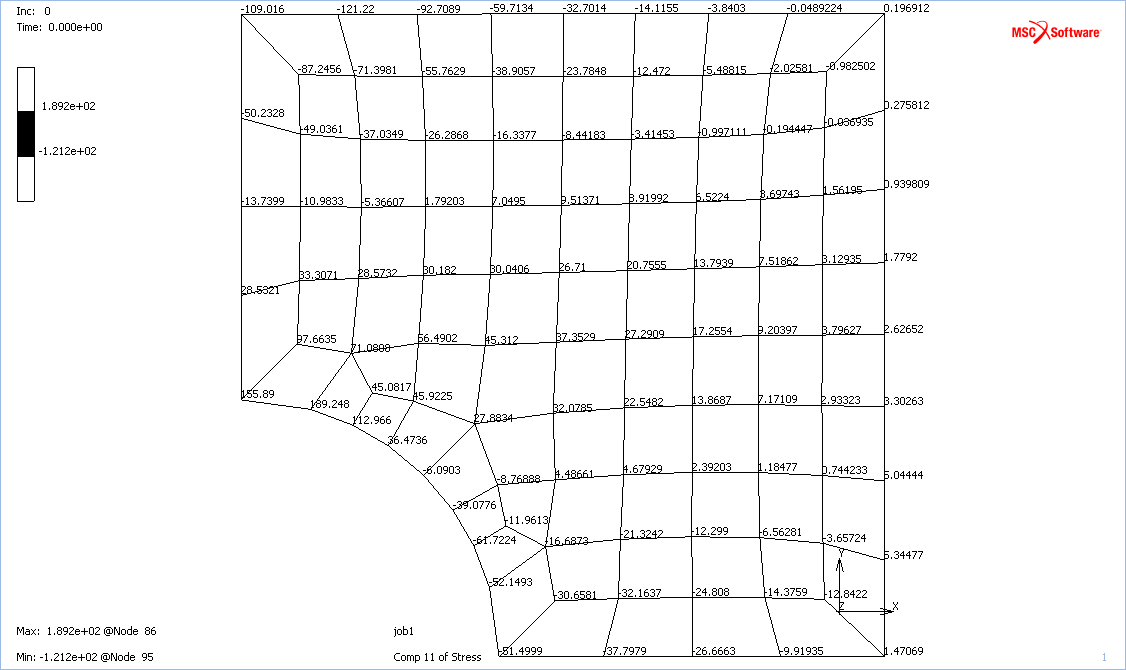 Inc: 0
Time: 0.000e+00
MSC Software
1.892e+02
-1.212e+02
-109.016 -121.22 -92.7089 -59.7134 -32.7014 -14.1155 -3.8403 -0.0489224 0.196912
-87.2456 -71.3981 -55.7629 -38.9057 -23.7848 -12.472 -5.48815 -2.02581 -0.982502
-50.2328 -49.0361 -37.0349 -26.2868 -16.3377 -8.44183 -3.41453 -0.997111 -0.194447 -0.036935 0.275812
-13.7399 -10.9833 -5.36607 1.79203 7.0495 9.51371 8.91992 6.5224 3.69743 1.56195 0.939809
28.5321 33.3071 28.5732 30.182 30.0406 26.71 20.7555 13.7939 7.51862 3.12935 1.7792
97.6635 71.0808 56.4902 45.312 37.3529 27.2909 17.2554 9.20397 3.79627 2.62652
155.89 189.248 45.0817 45.9225
112.966 27.8834 32.0785 22.5482 13.8687 7.17109 2.93323 3.30263
36.4736
-6.0903 -8.76888 4.48661 4.67929 2.39203 1.18477 0.744233 5.04444
-39.0776
-11.9613
-61.7224 -16.6873 -21.3242 -12.299 -6.56281 -3.65724 5.34477
-52.1493
-30.6581 -32.1637 -24.808 -14.3759 -12.8422
Y
Z X
-51.4999 -37.7979 -26.6663 -9.91935 1.47069
Max: 1.892e+02 @Node 86
job1
Min: -1.212e+02 @Node 95
Comp 11 of Stress
1